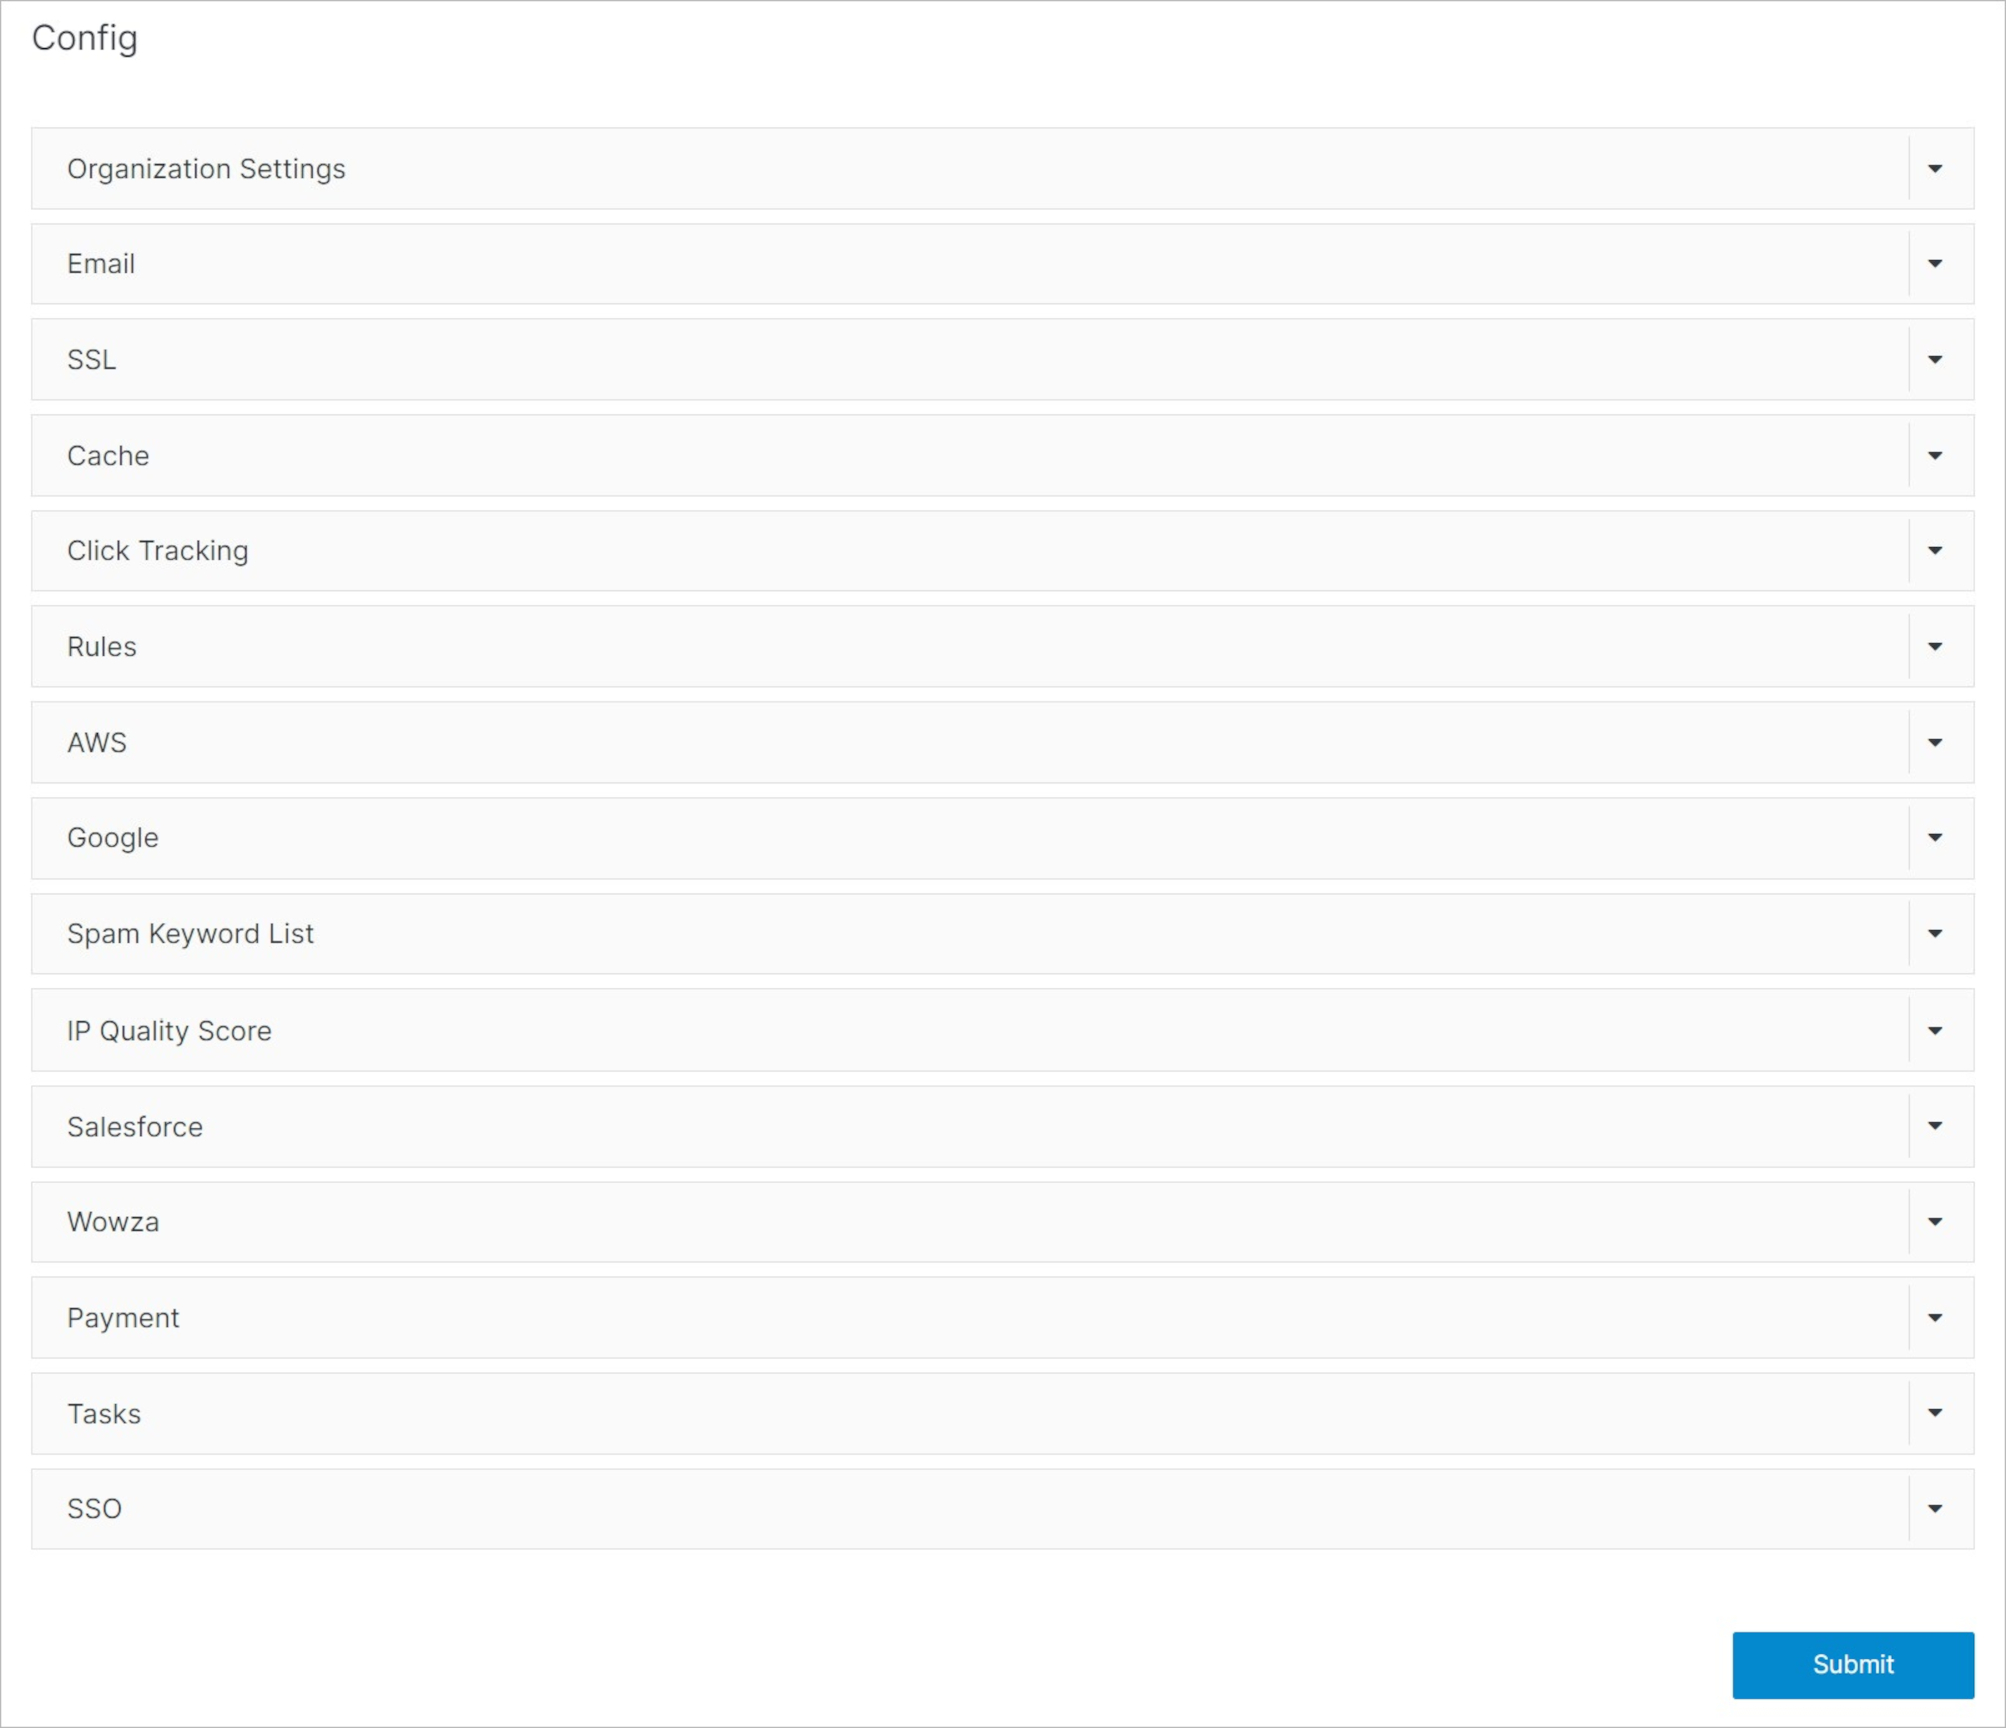 Config
Organization Settings
Email
SSL
Cache
Click Tracking
Rules
AWS
Google
Spam Keyword List
IP Quality Score
Salesforce
Wowza
Payment
Tasks
SSO
Submit